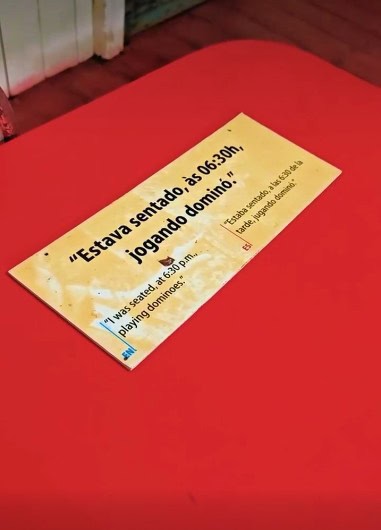 “Estava sentado, às 06:30h,
jogando dominó.”
“I was seated, at 6:30 p.m.,
playing dominoes.”
EN
“Estaba sentado, a las 6:30 de la
tarde, jugando domino.”
ES